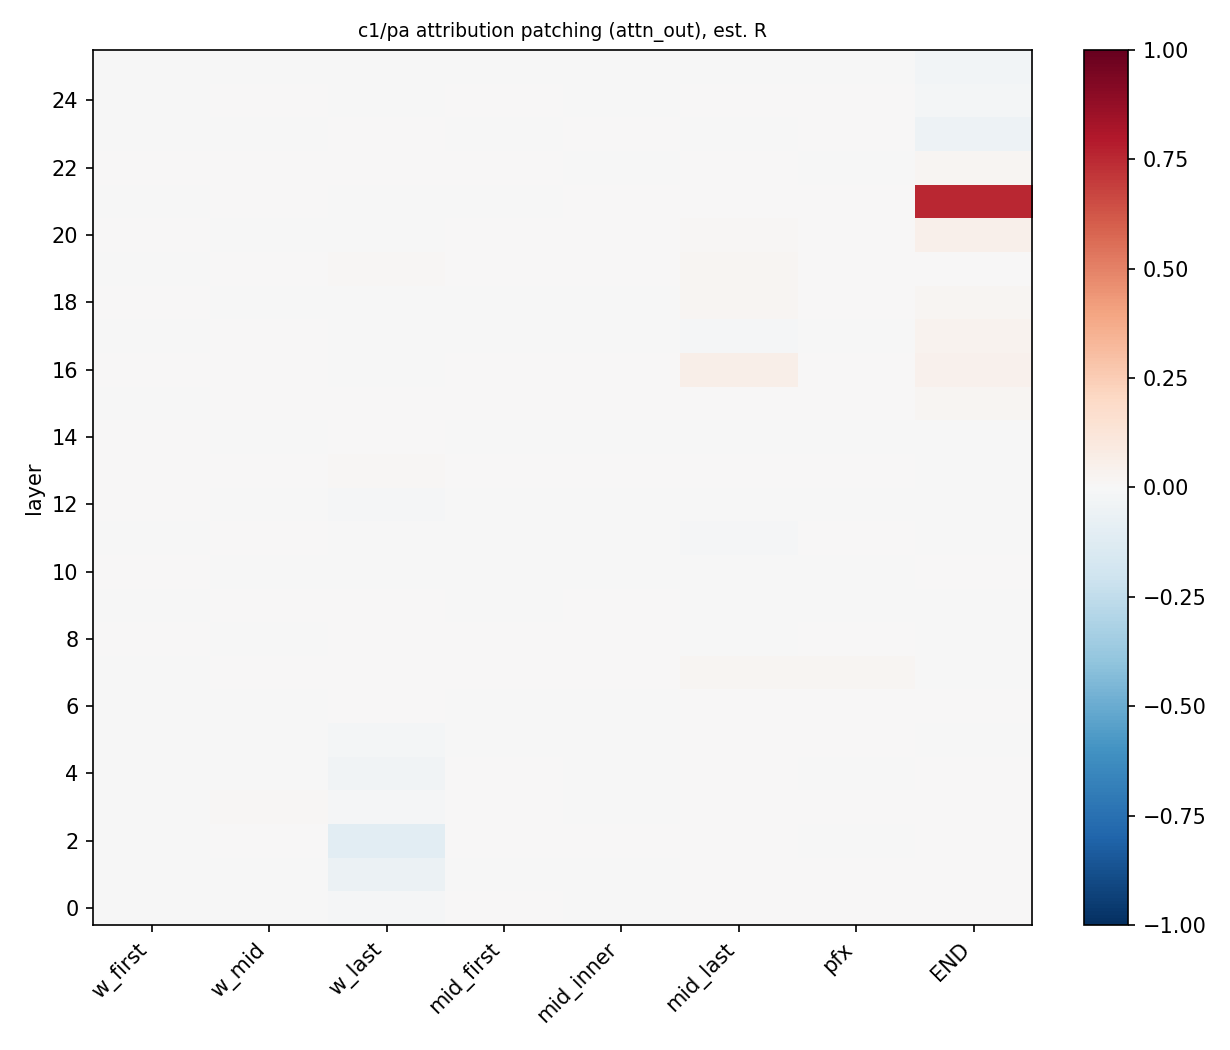 c1/pa attribution patching (attn_out), est. R
layer
24
22
20
18
16
14
12
10
8
6
4
2
0
w_first
w_mid
w_last
mid_first
mid_inner
mid_last
pfx
END
1.00
0.75
0.50
0.25
0.00
−0.25
−0.50
−0.75
−1.00